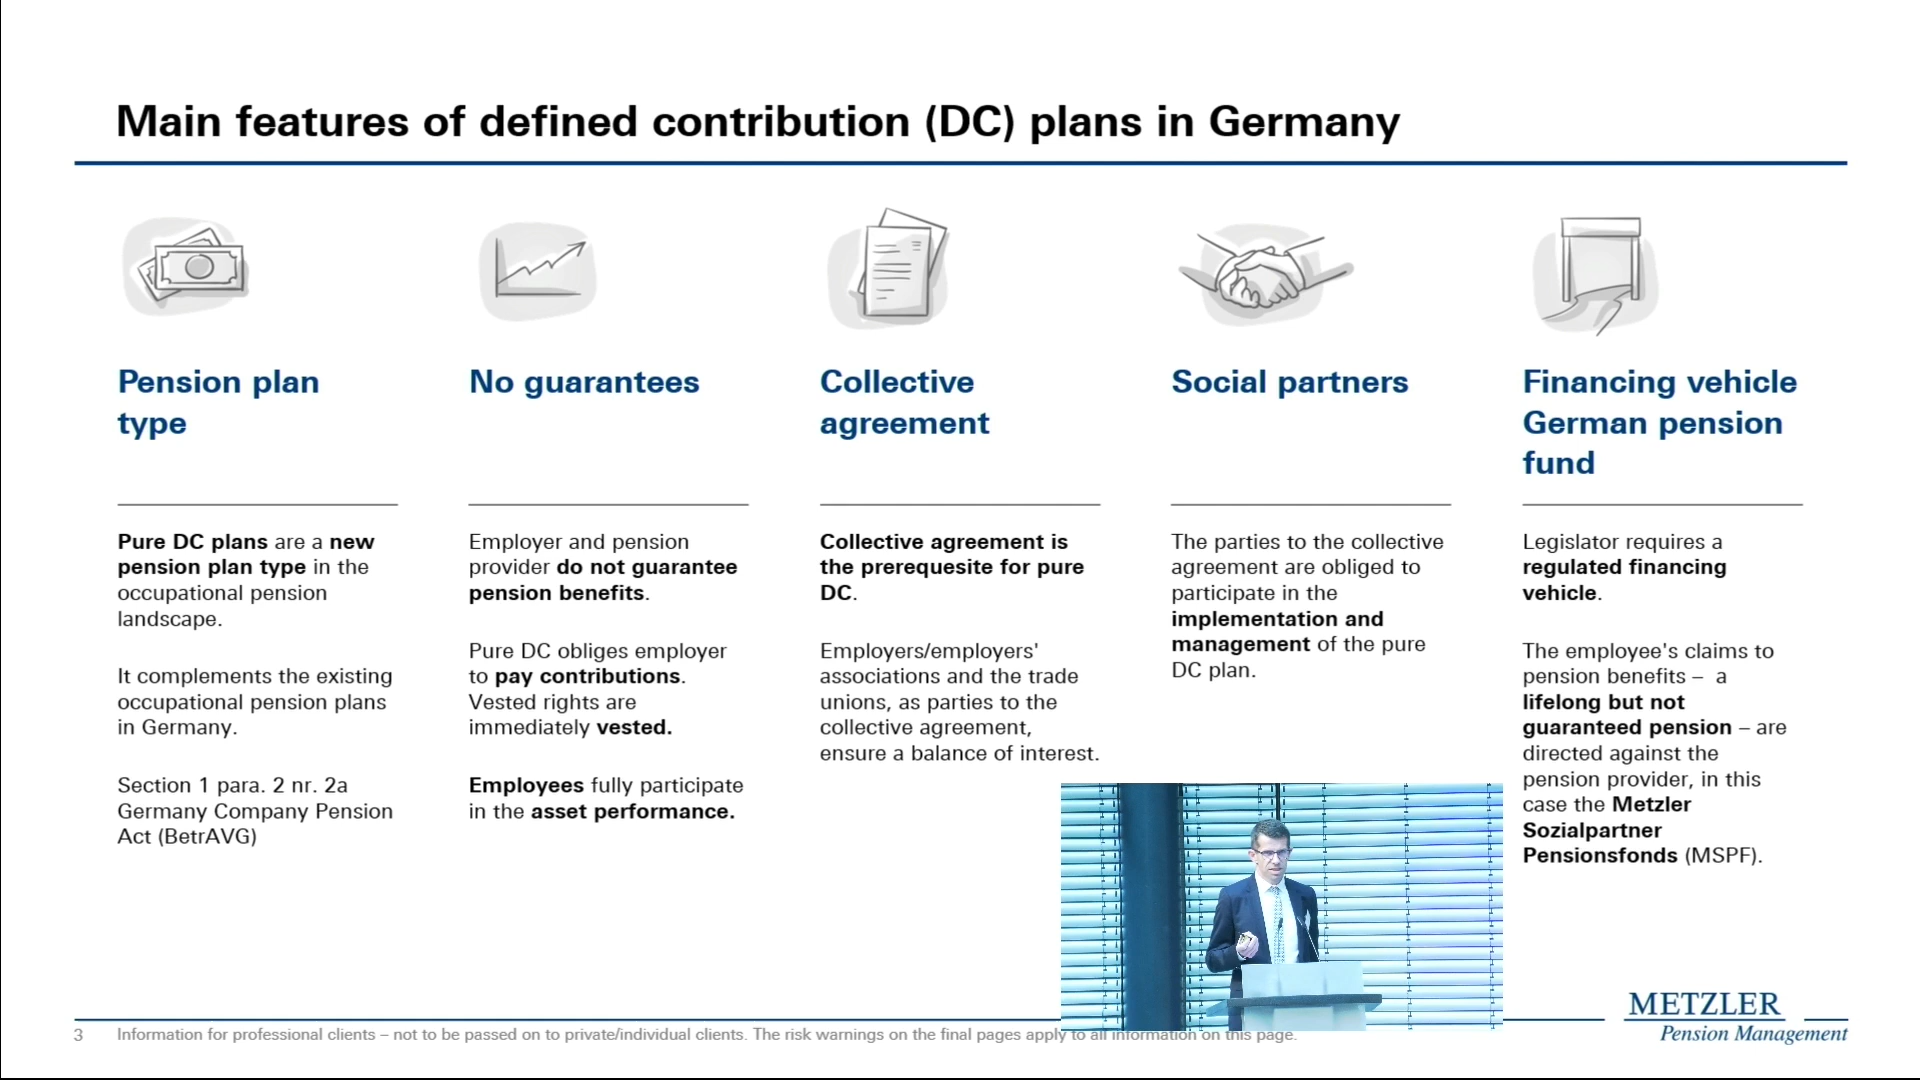 Main features of defined contribution (DC) plans in Germany
Pension plan
type
Pure DC plans are a new
pension plan type in the
occupational pension
landscape.
It complements the existing
occupational pension plans
in Germany.
Section 1 para. 2 nr. 2a
Germany Company Pension
Act (BetrAVG)
No guarantees
Employer and pension
provider do not guarantee
pension benefits.
Pure DC obliges employer
to pay contributions.
Vested rights are
immediately vested.
Employees fully participate
in the asset performance.
Collective
agreement
Collective agreement is
the prerequesite for pure
DC.
Employers/employers'
associations and the trade
unions, as parties to the
collective agreement,
ensure a balance of interest.
Social partners
The parties to the collective
agreement are obliged to
participate in the
implementation and
management of the pure
DC plan.
Financing vehicle
German pension
fund
Legislator requires a
regulated financing
vehicle.
The employee's claims to
pension benefits – a
lifelong but not
guaranteed pension – are
directed against the
pension provider, in this
case the Metzler
Sozialpartner
Pensionsfonds (MSPF).
3 Information for professional clients – not to be passed on to private/individual clients. The risk warnings on the final pages apply to all information on this page.
METZLER
Pension Management